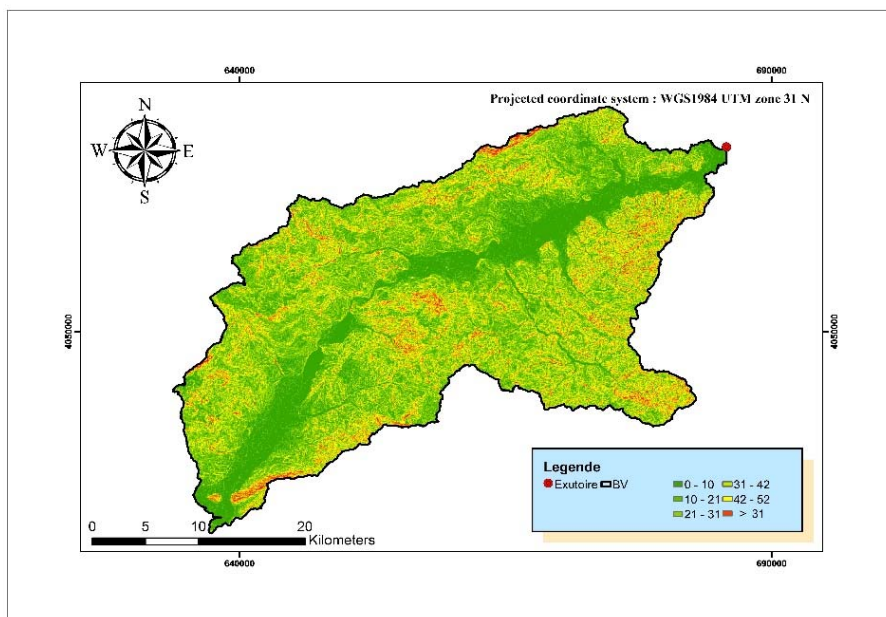 640000 690000
Projected coordinate system : WGS1984 UTM zone 31 N
N
W E
S
4050000 4050000
Legende
Exutoire BV
0 - 10 31 - 42
10 - 21 42 - 52
21 - 31 > 31
0 5 10 20
Kilometers
640000 690000